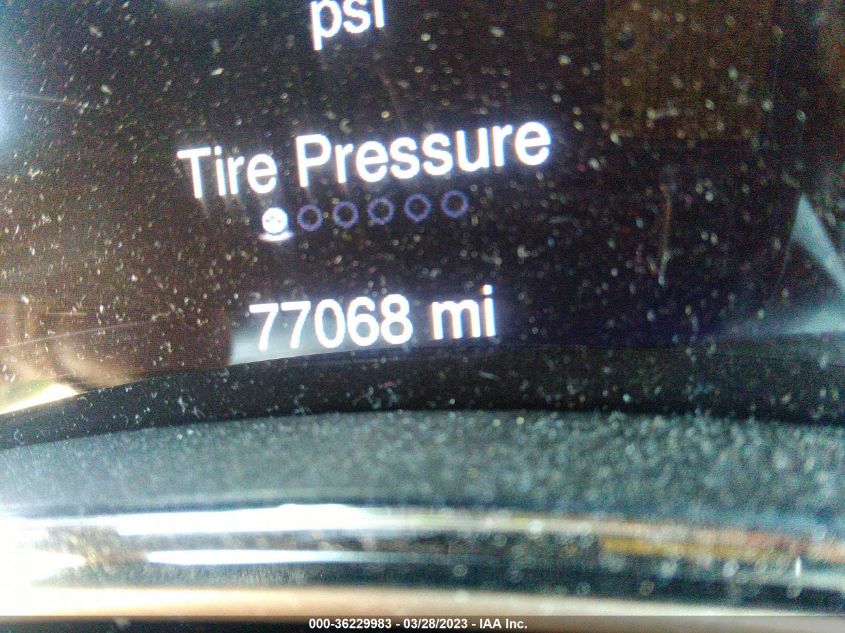 psi
Tire Pressure
77068 mi
000-36229983 - 03/28/2023 - IAA Inc.